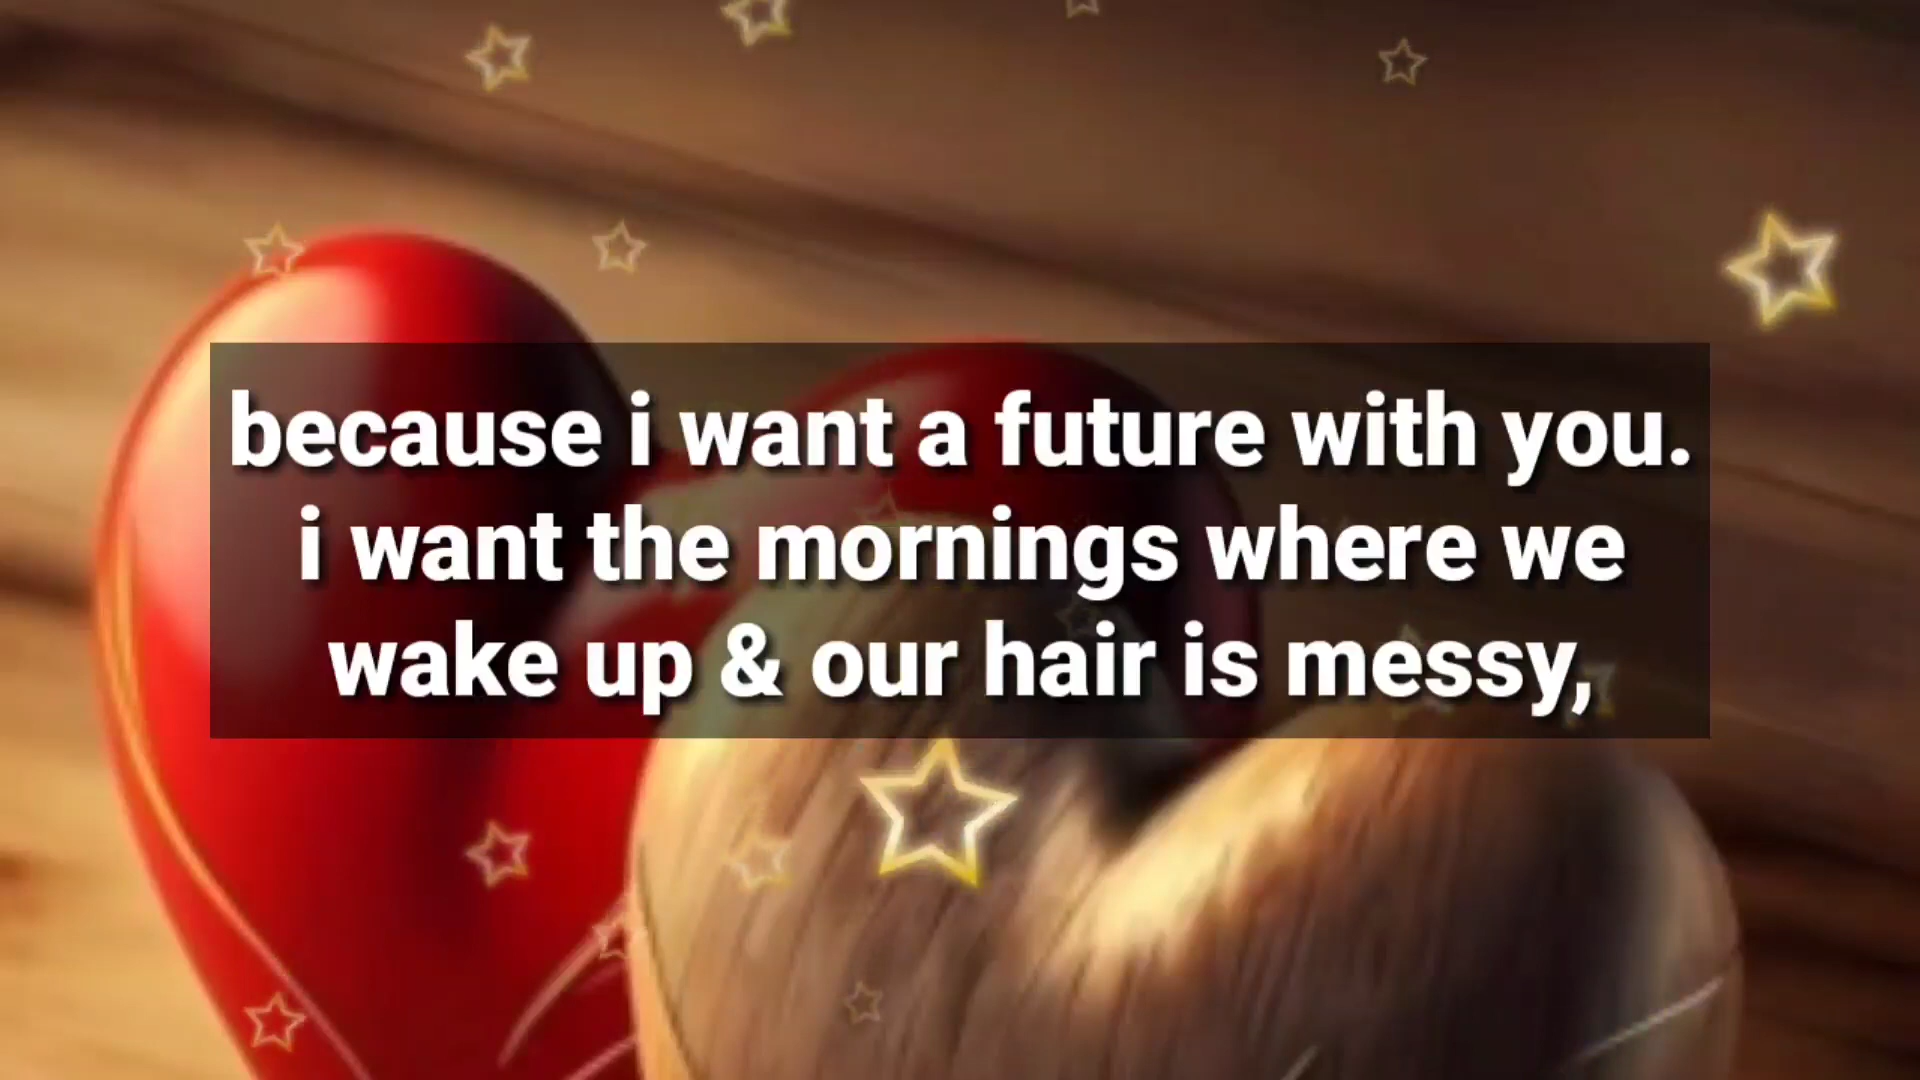 because i want a future with you.
i want the mornings where we
wake up & our hair is messy,